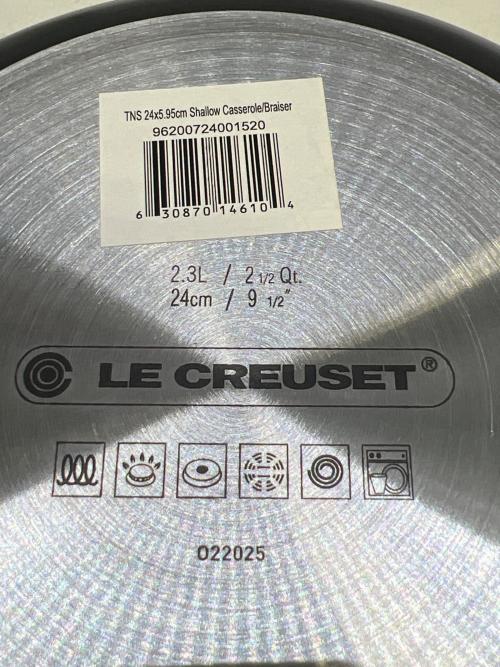 TNS 24x5.95cm Shallow Casserole/Braiser
96200724001520
6 30870 14610 4
2.3L / 2 1/2 Qt.
24cm / 9 1/2"
LE CREUSET®
022025